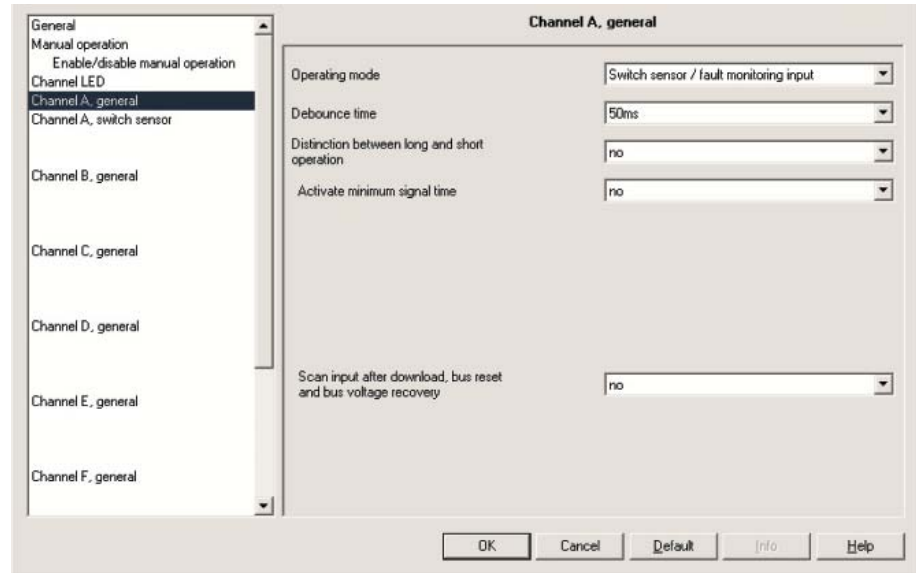 Channel A, general
General
Manual operation
Enable/disable manual operation
Channel LED
Channel A, general
Channel A, switch sensor
Channel B, general
Channel C, general
Channel D, general
Channel E, general
Channel F, general
Operating mode
Switch sensor / fault monitoring input
Debounce time
50ms
Distinction between long and short
operation
no
Activate minimum signal time
no
Scan input after download, bus reset
and bus voltage recovery
no
OK
Cancel
Default
Info
Help